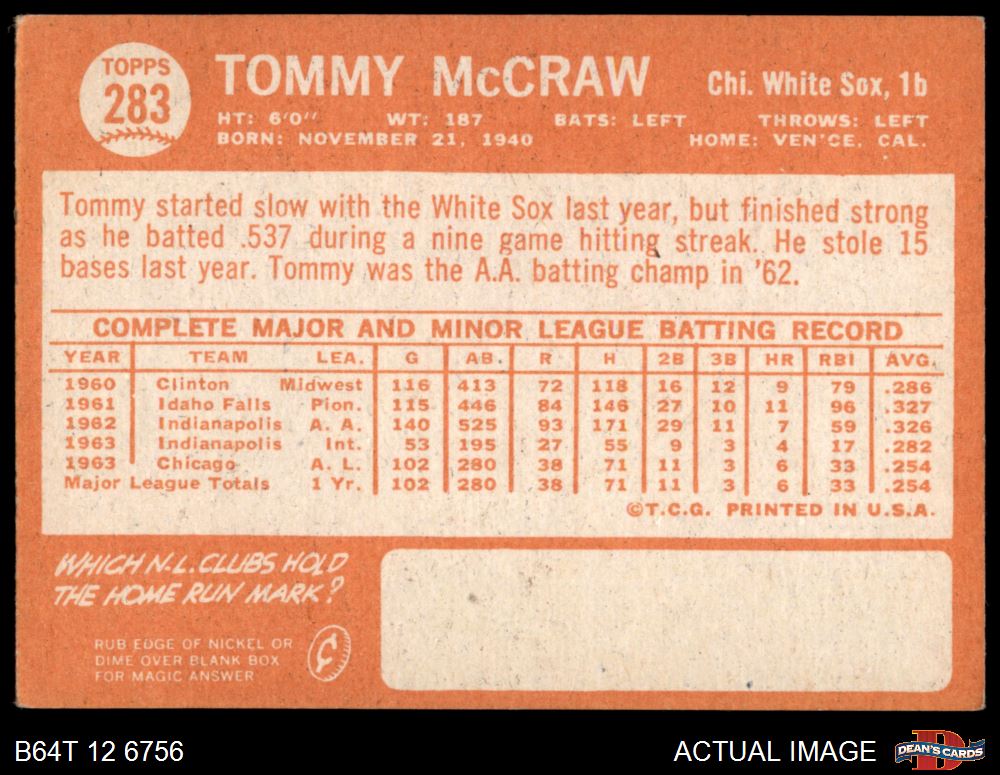 TOPPS
283
TOMMY McCRAW Chi. White Sox, 1b
HT: 6'0" WT: 187 BATS: LEFT THROWS: LEFT
BORN: NOVEMBER 21, 1940 HOME: VEN'CE, CAL.
Tommy started slow with the White Sox last year, but finished strong
as he batted .537 during a nine game hitting streak. He stole 15
bases last year. Tommy was the A.A. batting champ in '62.
COMPLETE MAJOR AND MINOR LEAGUE BATTING RECORD
YEAR TEAM LEA. G AB. R H 2B 3B HR RBI AVG.
1960 Clinton Midwest 116 413 72 118 16 12 9 79 .286
1961 Idaho Falls Pion. 115 446 84 146 27 10 11 96 .327
1962 Indianapolis A. A. 140 525 93 171 29 11 7 59 .326
1963 Indianapolis Int. 53 195 27 55 9 3 4 17 .282
1963 Chicago A. L. 102 280 38 71 11 3 6 33 .254
Major League Totals 1 Yr. 102 280 38 71 11 3 6 33 .254
©T.C.G. PRINTED IN U.S.A.
WHICH N.L. CLUBS HOLD
THE HOME RUN MARK?
RUB EDGE OF NICKEL OR
DIME OVER BLANK BOX
FOR MAGIC ANSWER
¢
B64T 12 6756 ACTUAL IMAGE
D
DEAN'S CARDS